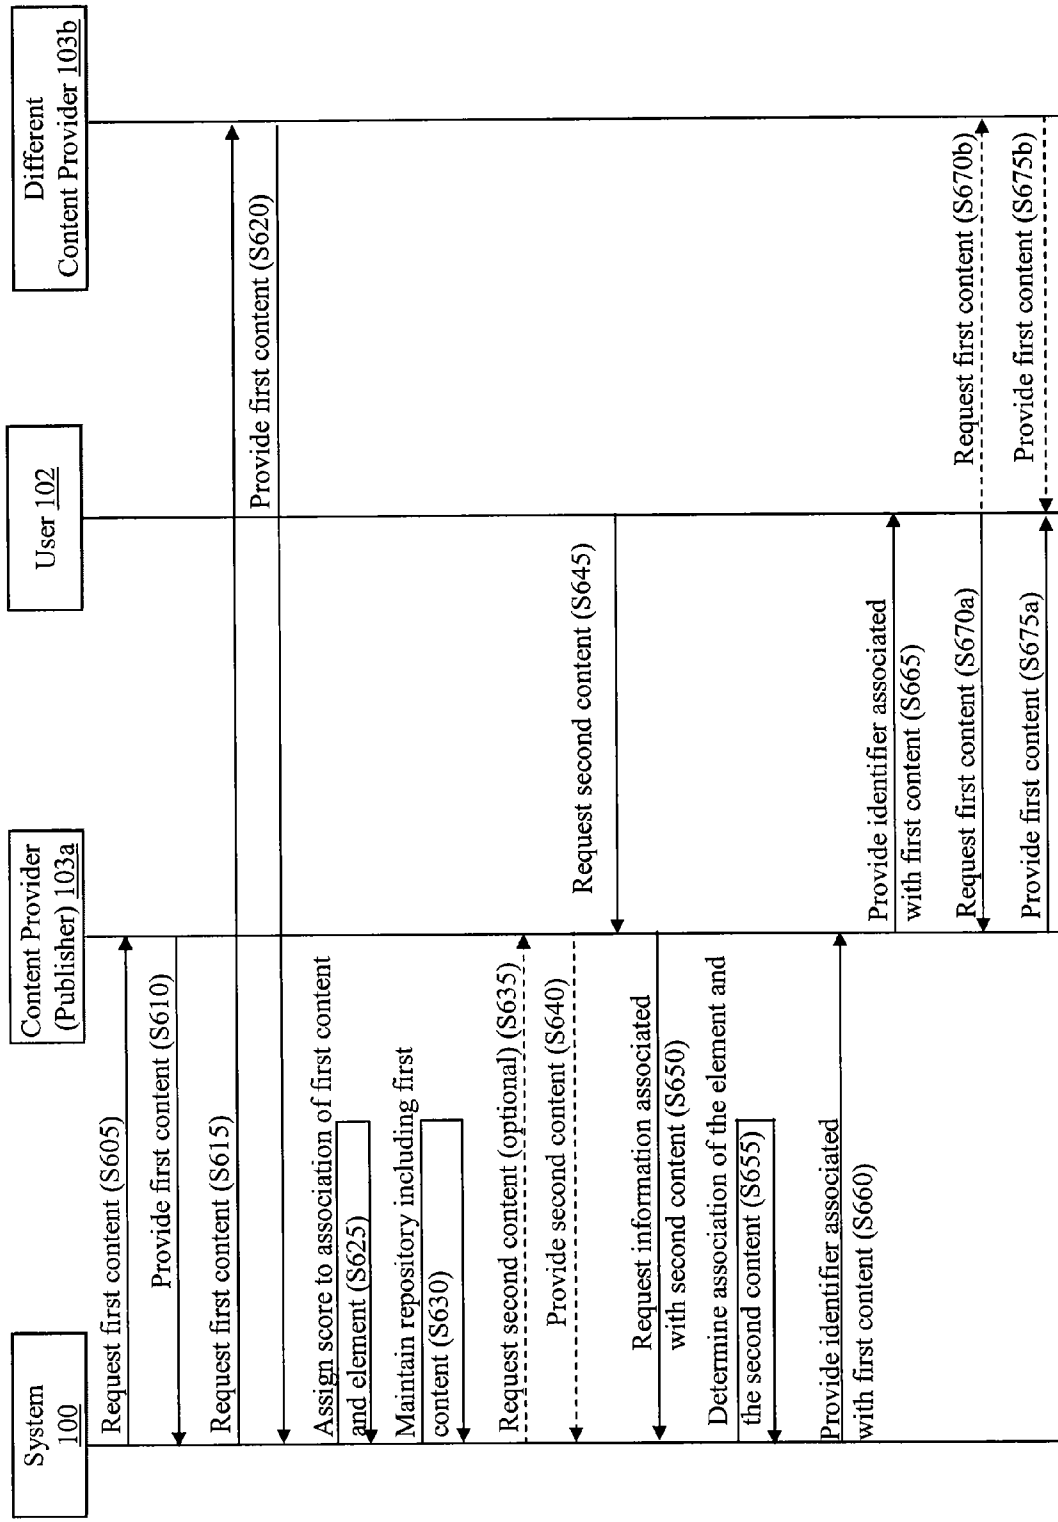 System
100
Content Provider
(Publisher) 103a
User 102
Different
Content Provider 103b
Request first content (S605)
Provide first content (S610)
Request first content (S615)
Provide first content (S620)
Assign score to association of first content
and element (S625)
Maintain repository including first
content (S630)
Request second content (optional) (S635)
Provide second content (S640)
Request second content (S645)
Request information associated
with second content (S650)
Determine association of the element and
the second content (S655)
Provide identifier associated
with first content (S660)
Provide identifier associated
with first content (S665)
Request first content (S670a)
Request first content (S670b)
Provide first content (S675a)
Provide first content (S675b)